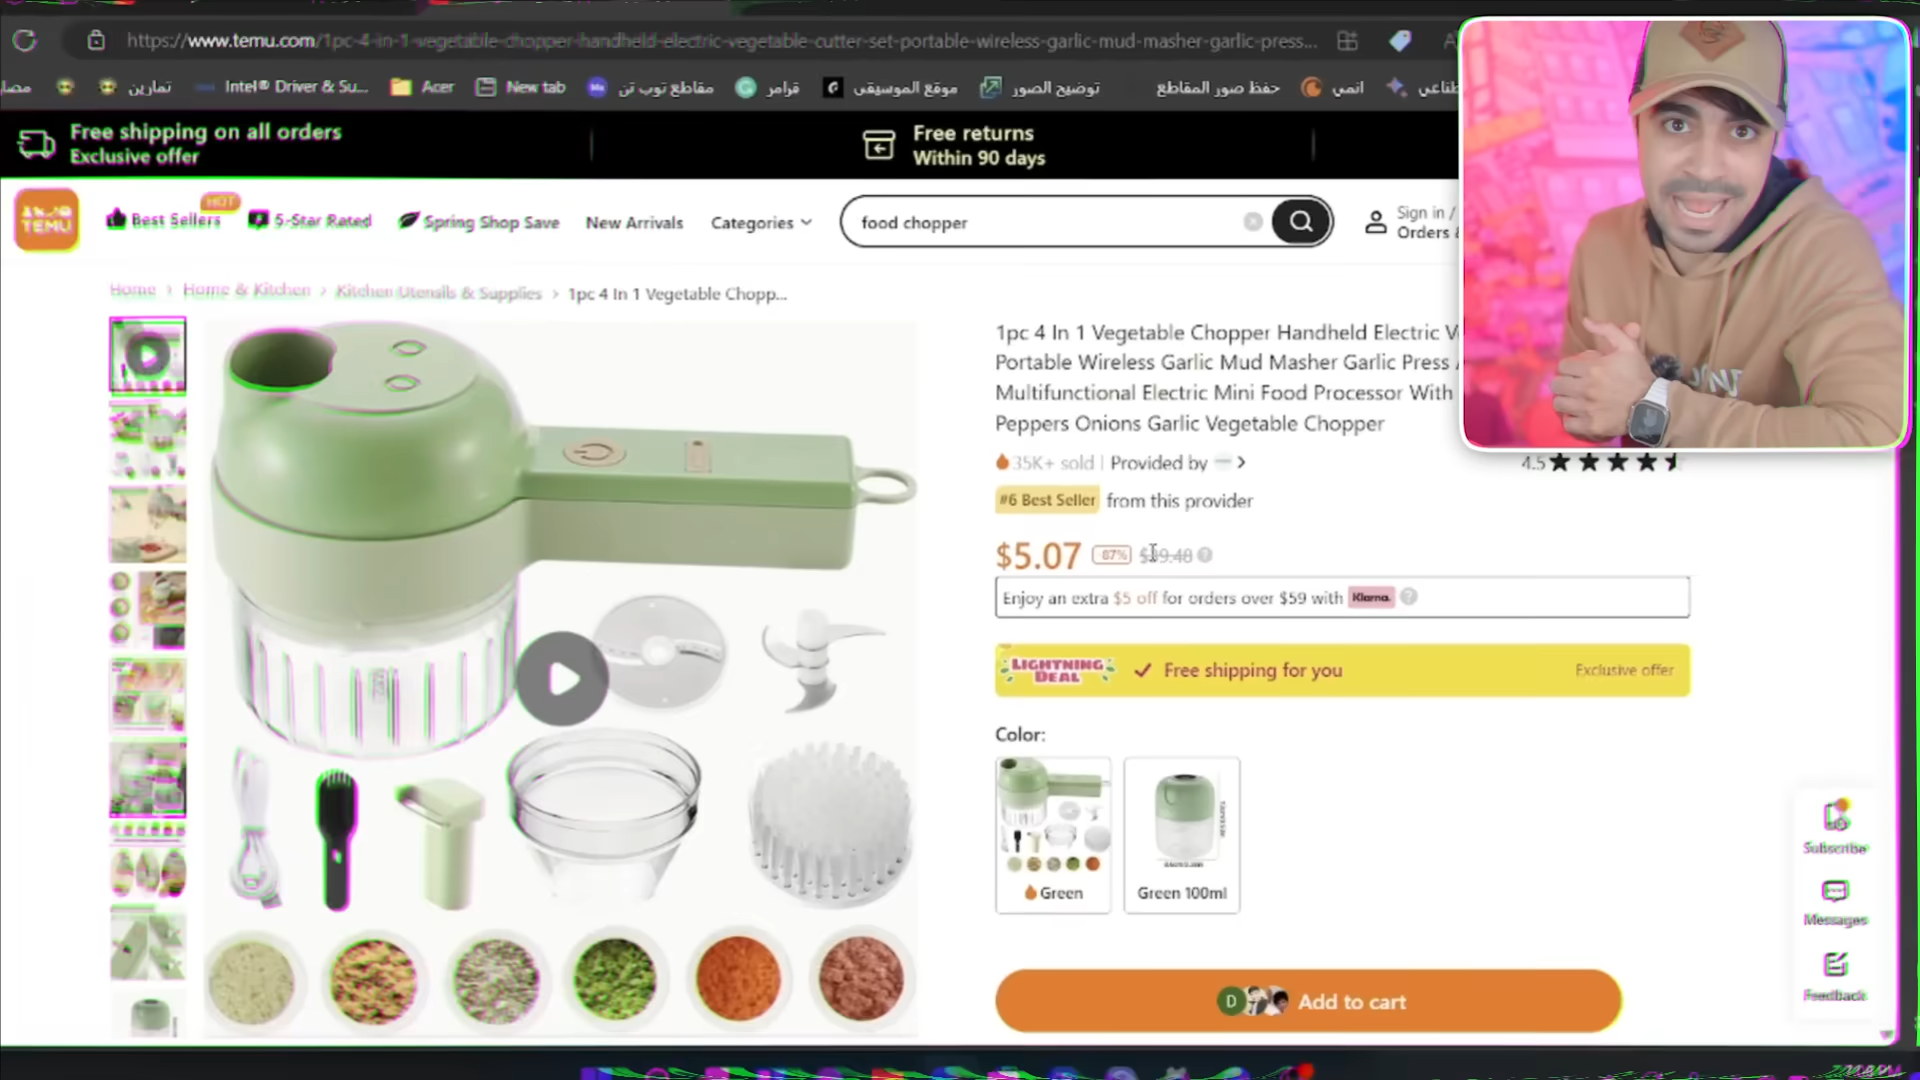 https://www.temu.com/1pc-4-in-1-vegetable-chopper-handheld-electric-vegetable-cutter-set-portable-wireless-garlic-mud-masher-garlic-press...
تمارين
Intel® Driver & Su...
Acer
New tab
مقاطع توب تن
قرامر
موقع الموسيقى
توضيح الصور
حفظ صور المقاطع
انمي
Free shipping on all orders
Exclusive offer
Free returns
Within 90 days
TEMU
HOT
Best Sellers
5-Star Rated
Spring Shop Save
New Arrivals
Categories
food chopper
Sign in /
Orders &
Home > Home & Kitchen > Kitchen Utensils & Supplies > 1pc 4 In 1 Vegetable Chopp...
1pc 4 In 1 Vegetable Chopper Handheld Electric
Portable Wireless Garlic Mud Masher Garlic Press
Multifunctional Electric Mini Food Processor With
Peppers Onions Garlic Vegetable Chopper
35K+ sold | Provided by
4.5
#6 Best Seller from this provider
$5.07 -87%
Enjoy an extra $5 off for orders over $59 with Klarna.
LIGHTNING
DEAL
Free shipping for you
Exclusive offer
Color:
Green
Green 100ml
Subscribe
Messages
Feedback
D
Add to cart